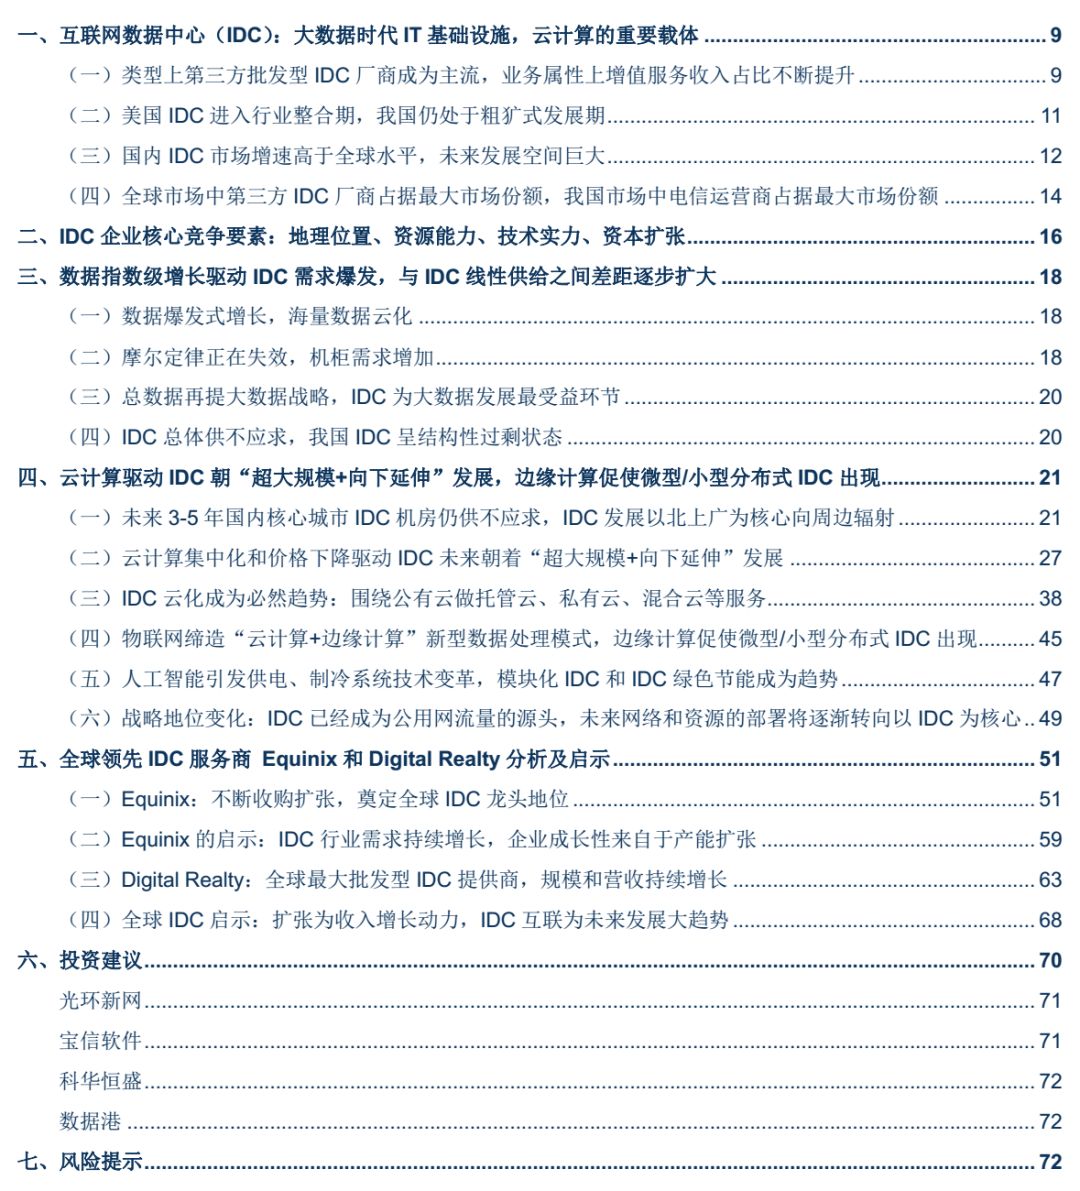 一、互联网数据中心（IDC）：大数据时代 IT 基础设施，云计算的重要载体 9
（一）类型上第三方批发型 IDC 厂商成为主流，业务属性上增值服务收入占比不断提升 9
（二）美国 IDC 进入行业整合期，我国仍处于粗犷式发展期 11
（三）国内 IDC 市场增速高于全球水平，未来发展空间巨大 12
（四）全球市场中第三方 IDC 厂商占据最大市场份额，我国市场中电信运营商占据最大市场份额 14
二、IDC 企业核心竞争要素：地理位置、资源能力、技术实力、资本扩张 16
三、数据指数级增长驱动 IDC 需求爆发，与 IDC 线性供给之间差距逐步扩大 18
（一）数据爆发式增长，海量数据云化 18
（二）摩尔定律正在失效，机柜需求增加 18
（三）总数据再提大数据战略，IDC 为大数据发展最受益环节 20
（四）IDC 总体供不应求，我国 IDC 呈结构性过剩状态 20
四、云计算驱动 IDC 朝“超大规模+向下延伸”发展，边缘计算促使微型/小型分布式 IDC 出现 21
（一）未来 3-5 年国内核心城市 IDC 机房仍供不应求，IDC 发展以北上广为核心向周边辐射 21
（二）云计算集中化和价格下降驱动 IDC 未来朝着“超大规模+向下延伸”发展 27
（三）IDC 云化成为必然趋势：围绕公有云做托管云、私有云、混合云等服务 38
（四）物联网缔造“云计算+边缘计算”新型数据处理模式，边缘计算促使微型/小型分布式 IDC 出现 45
（五）人工智能引发供电、制冷系统技术变革，模块化 IDC 和 IDC 绿色节能成为趋势 47
（六）战略地位变化：IDC 已经成为公用网流量的源头，未来网络和资源的部署将逐渐转向以 IDC 为核心 49
五、全球领先 IDC 服务商 Equinix 和 Digital Realty 分析及启示 51
（一）Equinix：不断收购扩张，奠定全球 IDC 龙头地位 51
（二）Equinix 的启示：IDC 行业需求持续增长，企业成长性来自于产能扩张 59
（三）Digital Realty：全球最大批发型 IDC 提供商，规模和营收持续增长 63
（四）全球 IDC 启示：扩张为收入增长动力，IDC 互联为未来发展大趋势 68
六、投资建议 70
光环新网 71
宝信软件 71
科华恒盛 72
数据港 72
七、风险提示 72